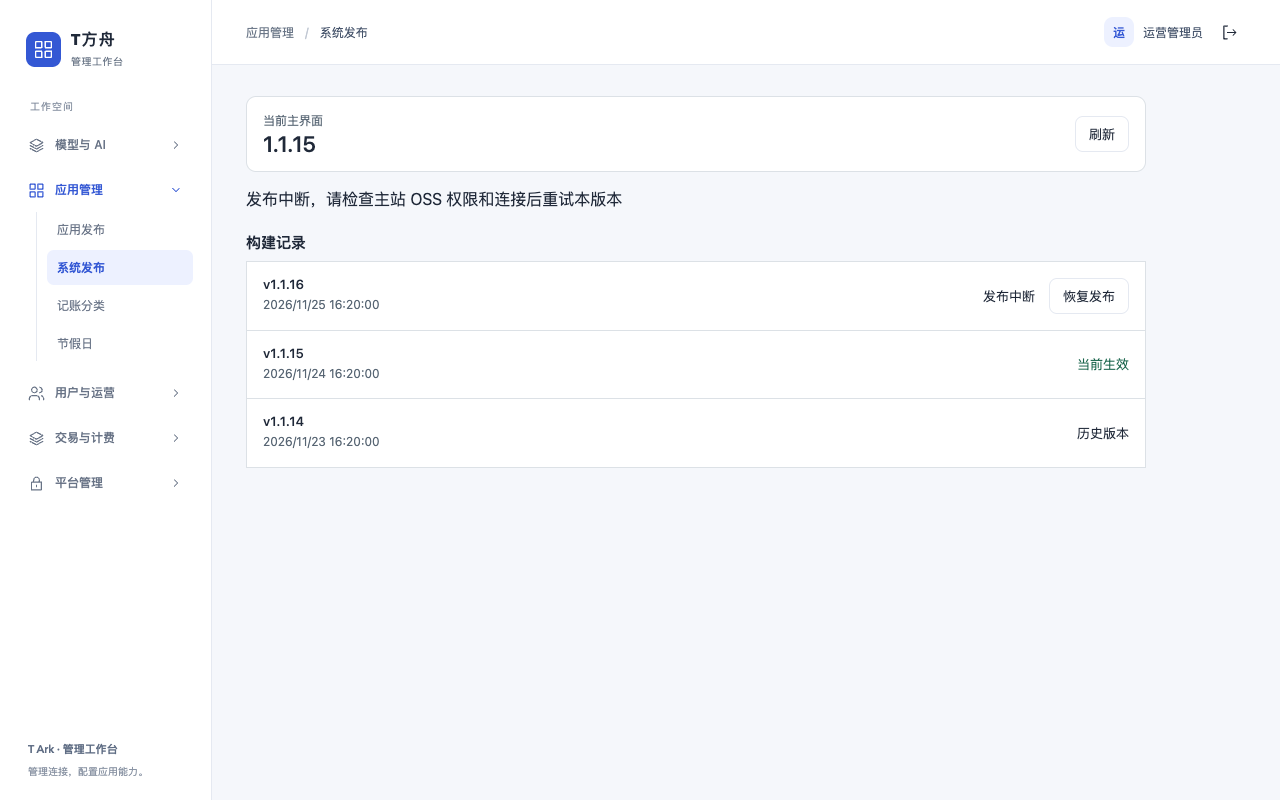 T方舟
管理工作台
工作空间
模型与 AI
应用管理
应用发布
系统发布
记账分类
节假日
用户与运营
交易与计费
平台管理
T Ark · 管理工作台
管理连接，配置应用能力。
应用管理 / 系统发布
运 运营管理员
当前主界面
1.1.15
刷新
发布中断，请检查主站 OSS 权限和连接后重试本版本
构建记录
v1.1.16
2026/11/25 16:20:00
发布中断 恢复发布
v1.1.15
2026/11/24 16:20:00
当前生效
v1.1.14
2026/11/23 16:20:00
历史版本